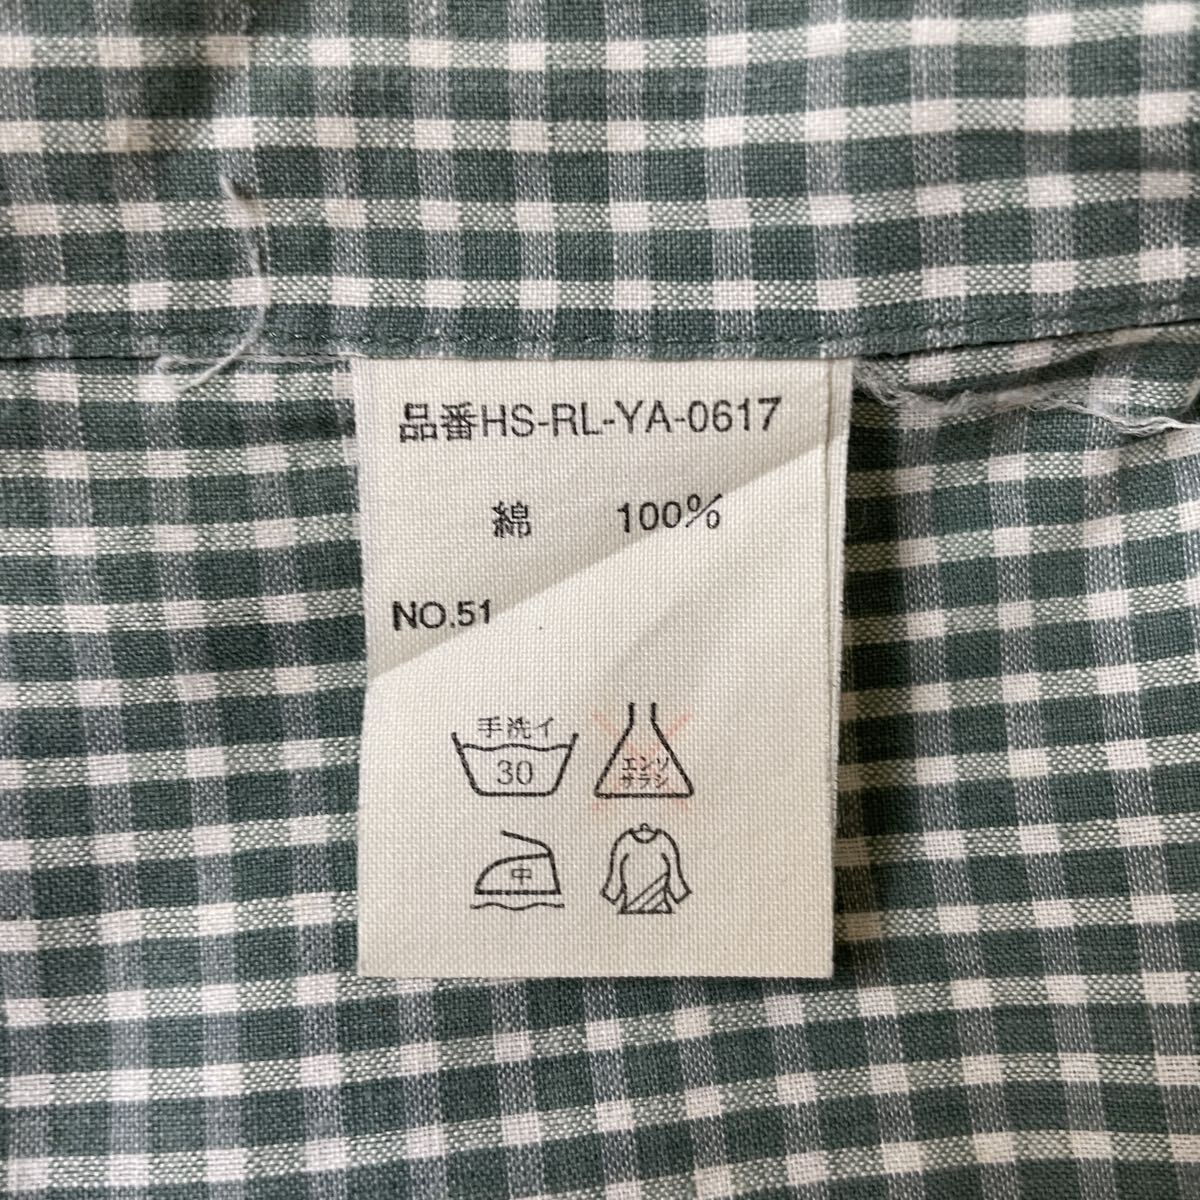 品番HS-RL-YA-0617
綿 100%
NO.51
手洗イ
30
エンソ
サラシ
中